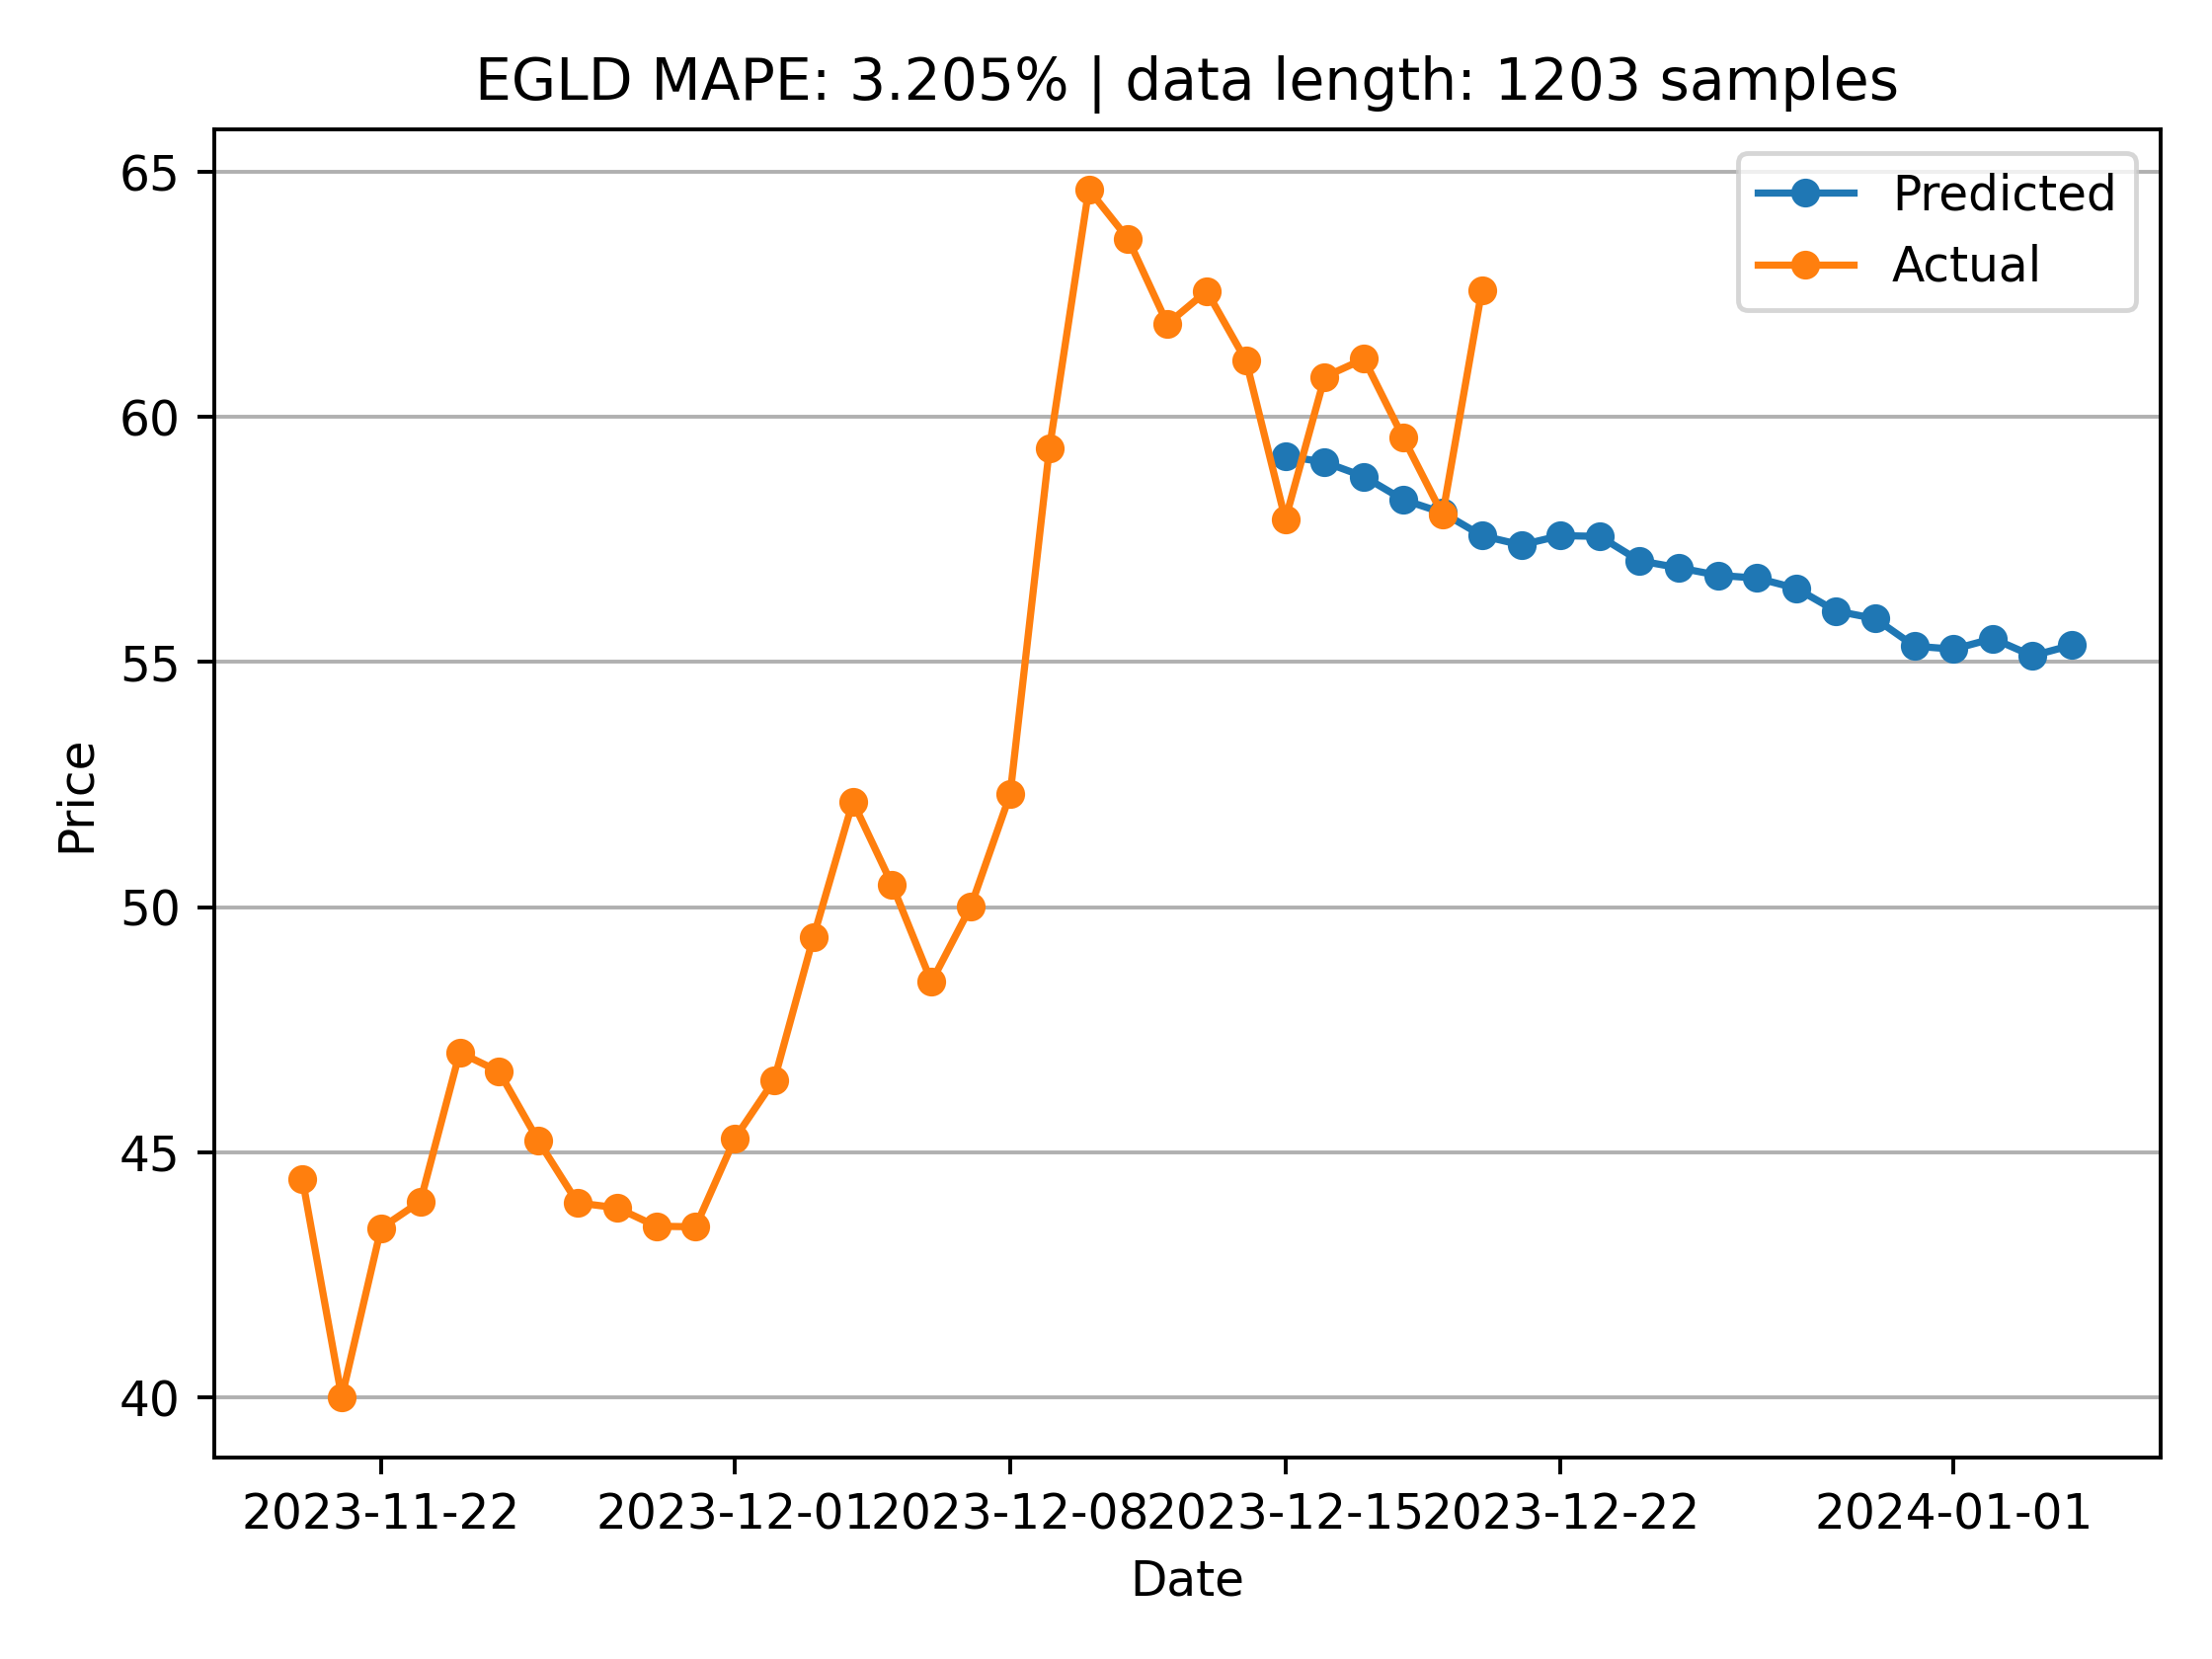 EGLD MAPE: 3.205% | data length: 1203 samples
Predicted
Actual
65
60
55
50
45
40
Price
2023-11-22 2023-12-01 2023-12-08 2023-12-15 2023-12-22 2024-01-01
Date